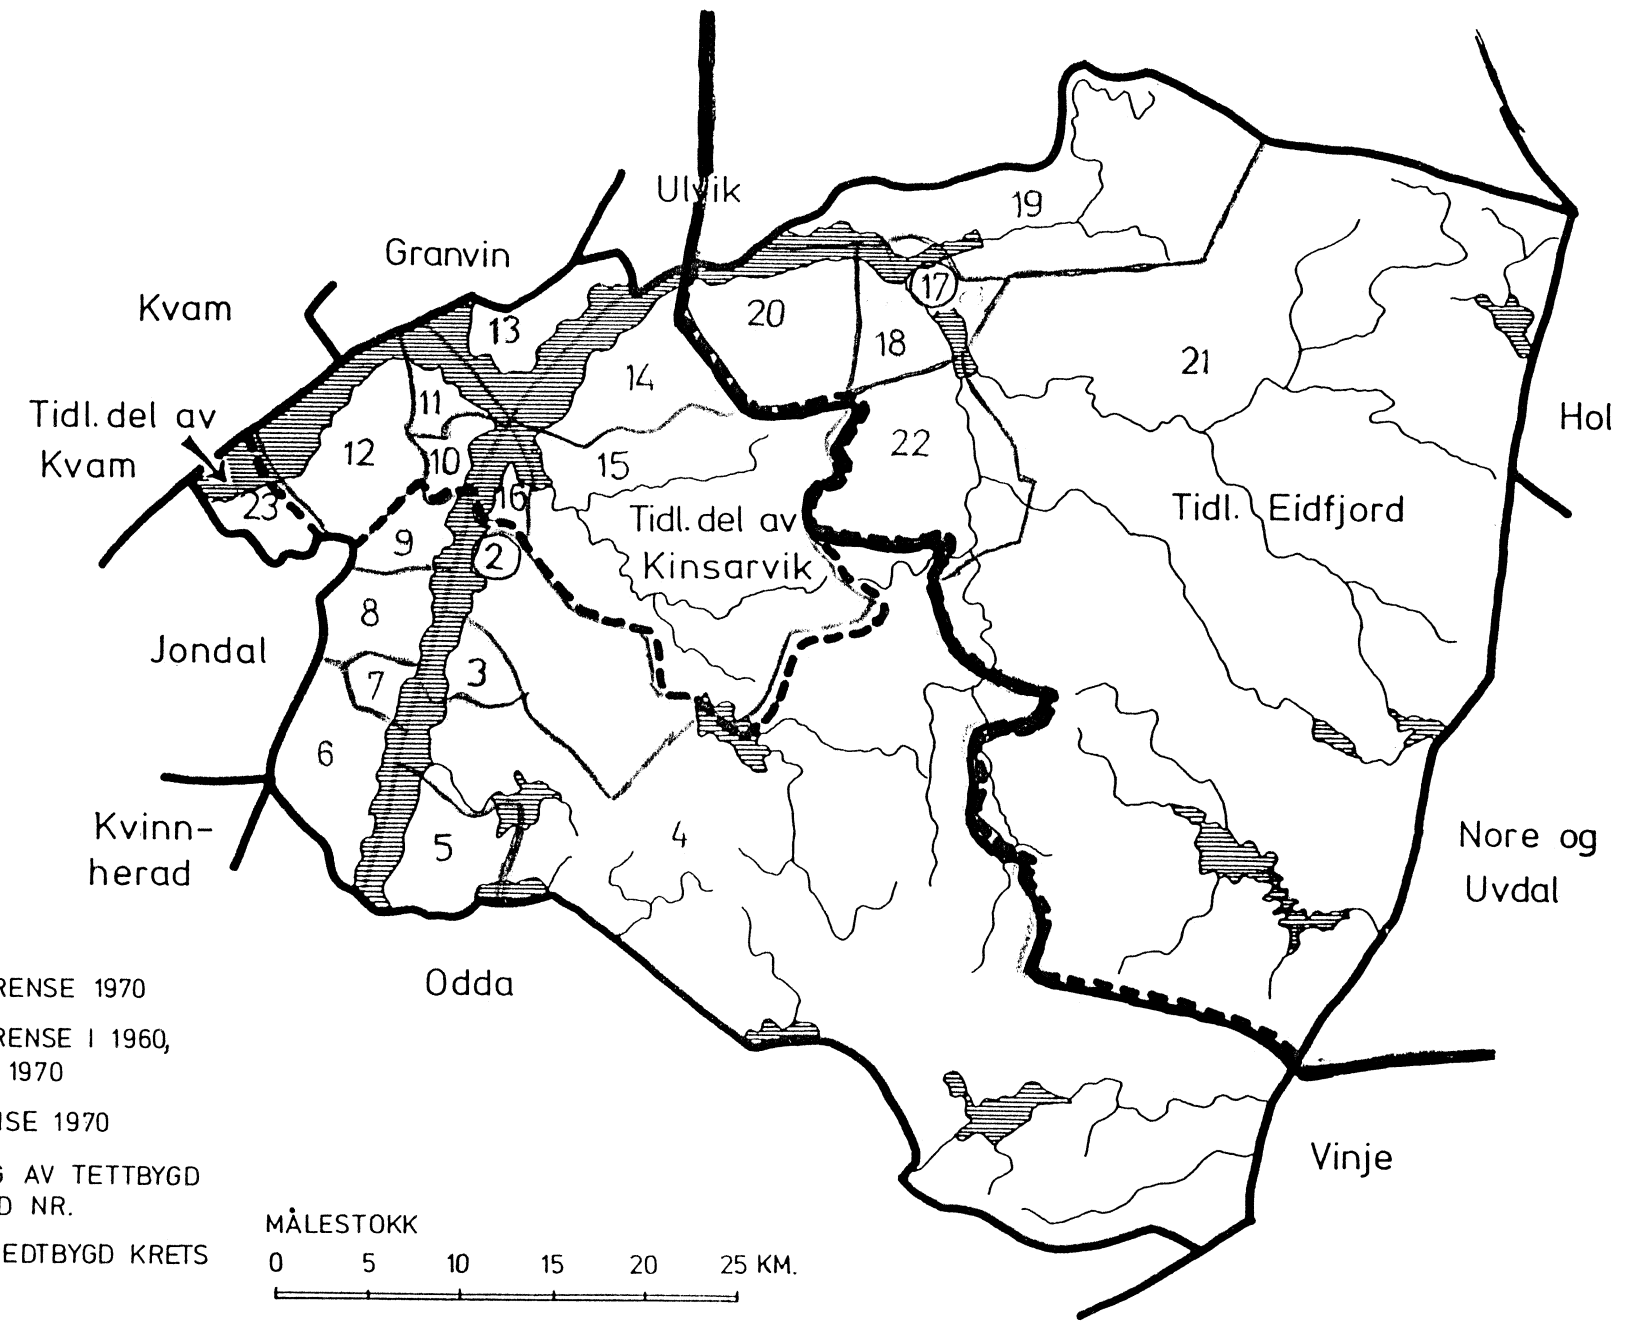 Ulvik
19
Granvin
17
Kvam
20
13
18
21
14
Tidl. del av
Kvam
11
Hol
12
10
22
15
16
23
Tidl. del av
Kinsarvik
Tidl. Eidfjord
9
2
8
Jondal
3
7
6
Kvinn-
herad
5
4
Nore og
Uvdal
Odda
RENSE 1970
RENSE I 1960,
1970
NSE 1970
Vinje
G AV TETTBYGD
D NR.
MÅLESTOKK
EDTBYGD KRETS
0 5 10 15 20 25 KM.